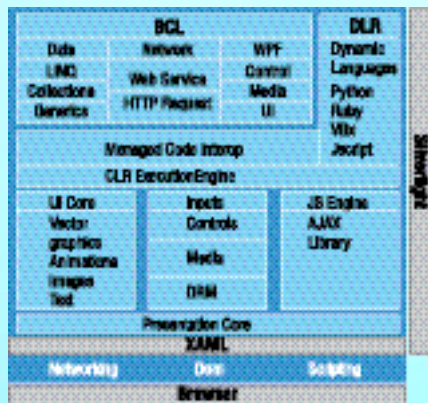 BCL
Data
LINQ
Collections
Generics
Network
Web Service
HTTP Request
WPF
Control
Media
UI
DLR
Dynamic
Languages
Python
Ruby
VBx
Jscript
Managed Code Interop
CLR ExecutionEngine
UI Core
Vector
graphics
Animations
Images
Text
Inputs
Controls
Media
DRM
JS Engine
AJAX
Library
Presentation Core
XAML
Networking
Dom
Scripting
Browser
Silverlight